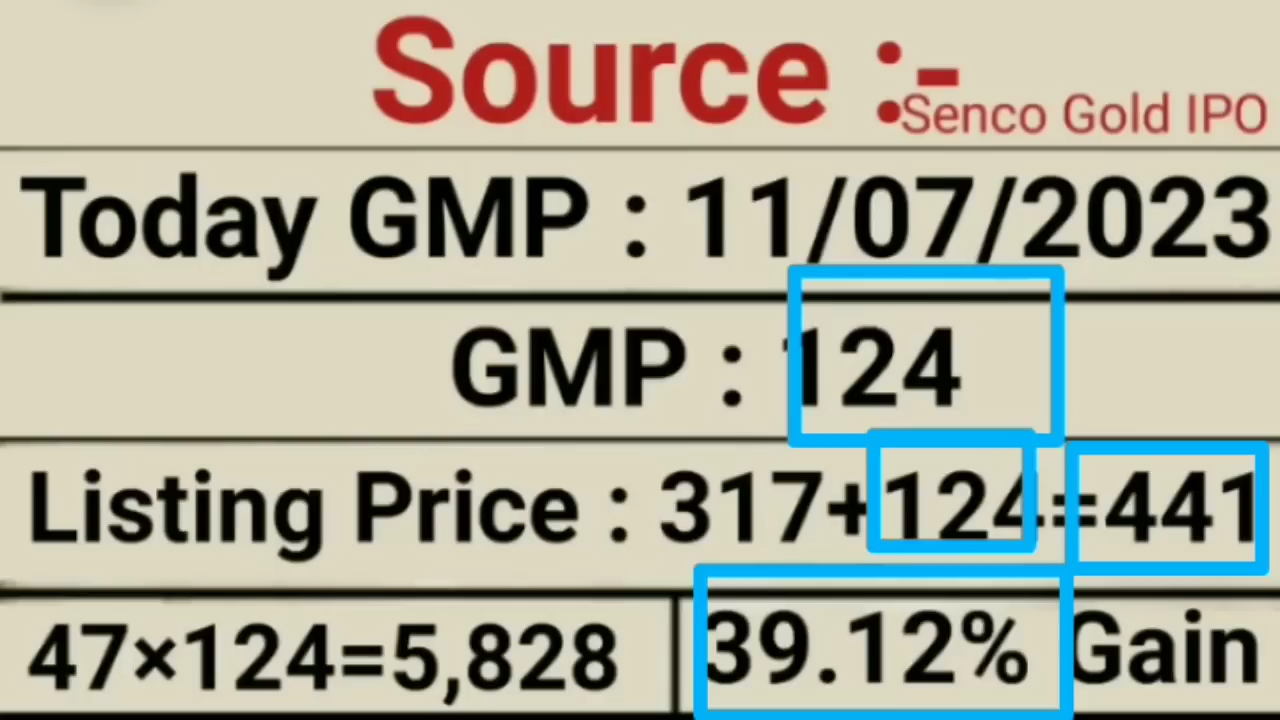 Source :-
Senco Gold IPO
Today GMP : 11/07/2023
GMP : 124
Listing Price : 317+124=441
47×124=5,828
39.12% Gain